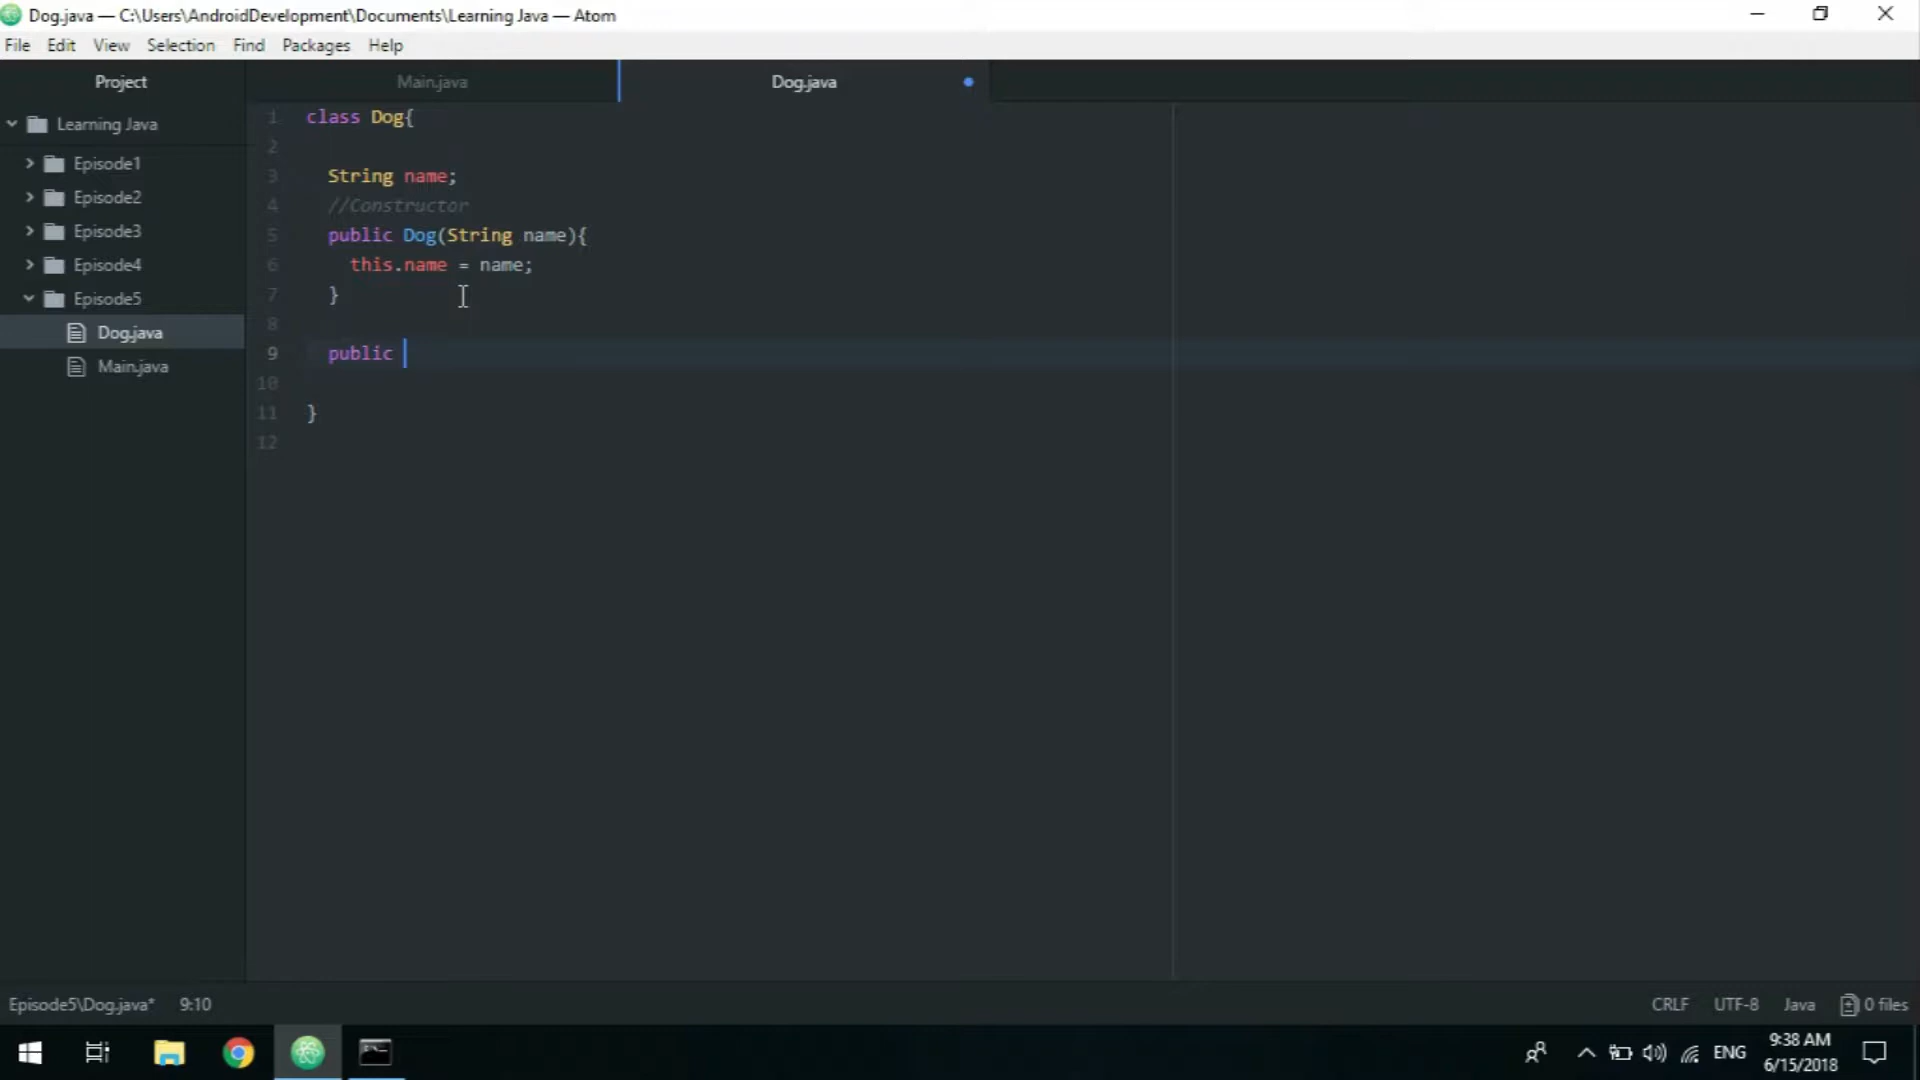 Dog.java — C:\Users\AndroidDevelopment\Documents\Learning Java — Atom
File Edit View Selection Find Packages Help
Project
Main.java
Dog.java
Learning Java
Episode1
Episode2
Episode3
Episode4
Episode5
Dog.java
Main.java
1 class Dog{
2
3 String name;
4 //Constructor
5 public Dog(String name){
6 this.name = name;
7 }
8
9 public
10
11 }
12
Episode5\Dog.java* 9:10
CRLF UTF-8 Java 0 files
ENG
9:38 AM
6/15/2018